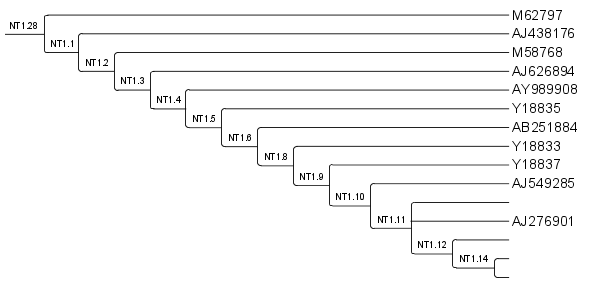 M62797
NT1.28
AJ438176
NT1.1
M58768
NT1.2
AJ626894
NT1.3
AY989908
NT1.4
Y18835
NT1.5
AB251884
NT1.6
Y18833
NT1.8
Y18837
NT1.9
AJ549285
NT1.10
AJ276901
NT1.11
NT1.12
NT1.14